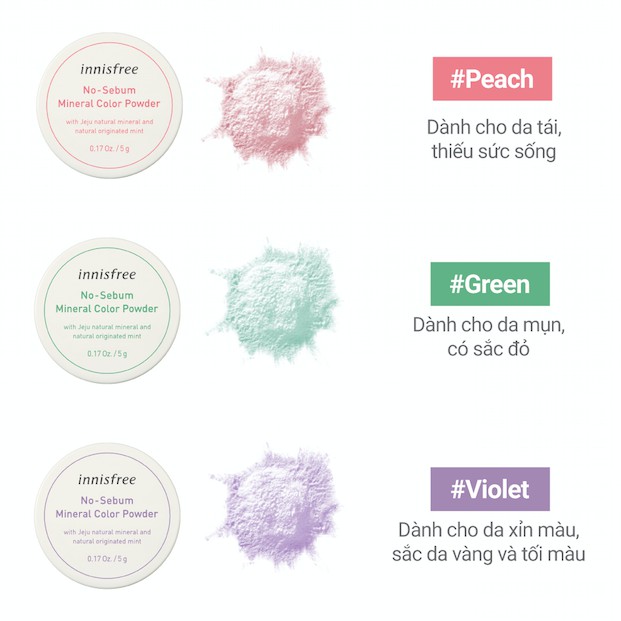 innisfree
No-Sebum
Mineral Color Powder
with Jeju natural mineral and
natural originated mint
0.17 Oz. / 5 g
#Peach
Dành cho da tái,
thiếu sức sống
innisfree
No-Sebum
Mineral Color Powder
with Jeju natural mineral and
natural originated mint
0.17 Oz. / 5 g
#Green
Dành cho da mụn,
có sắc đỏ
innisfree
No-Sebum
Mineral Color Powder
with Jeju natural mineral and
natural originated mint
0.17 Oz. / 5 g
#Violet
Dành cho da xỉn màu,
sắc da vàng và tối màu